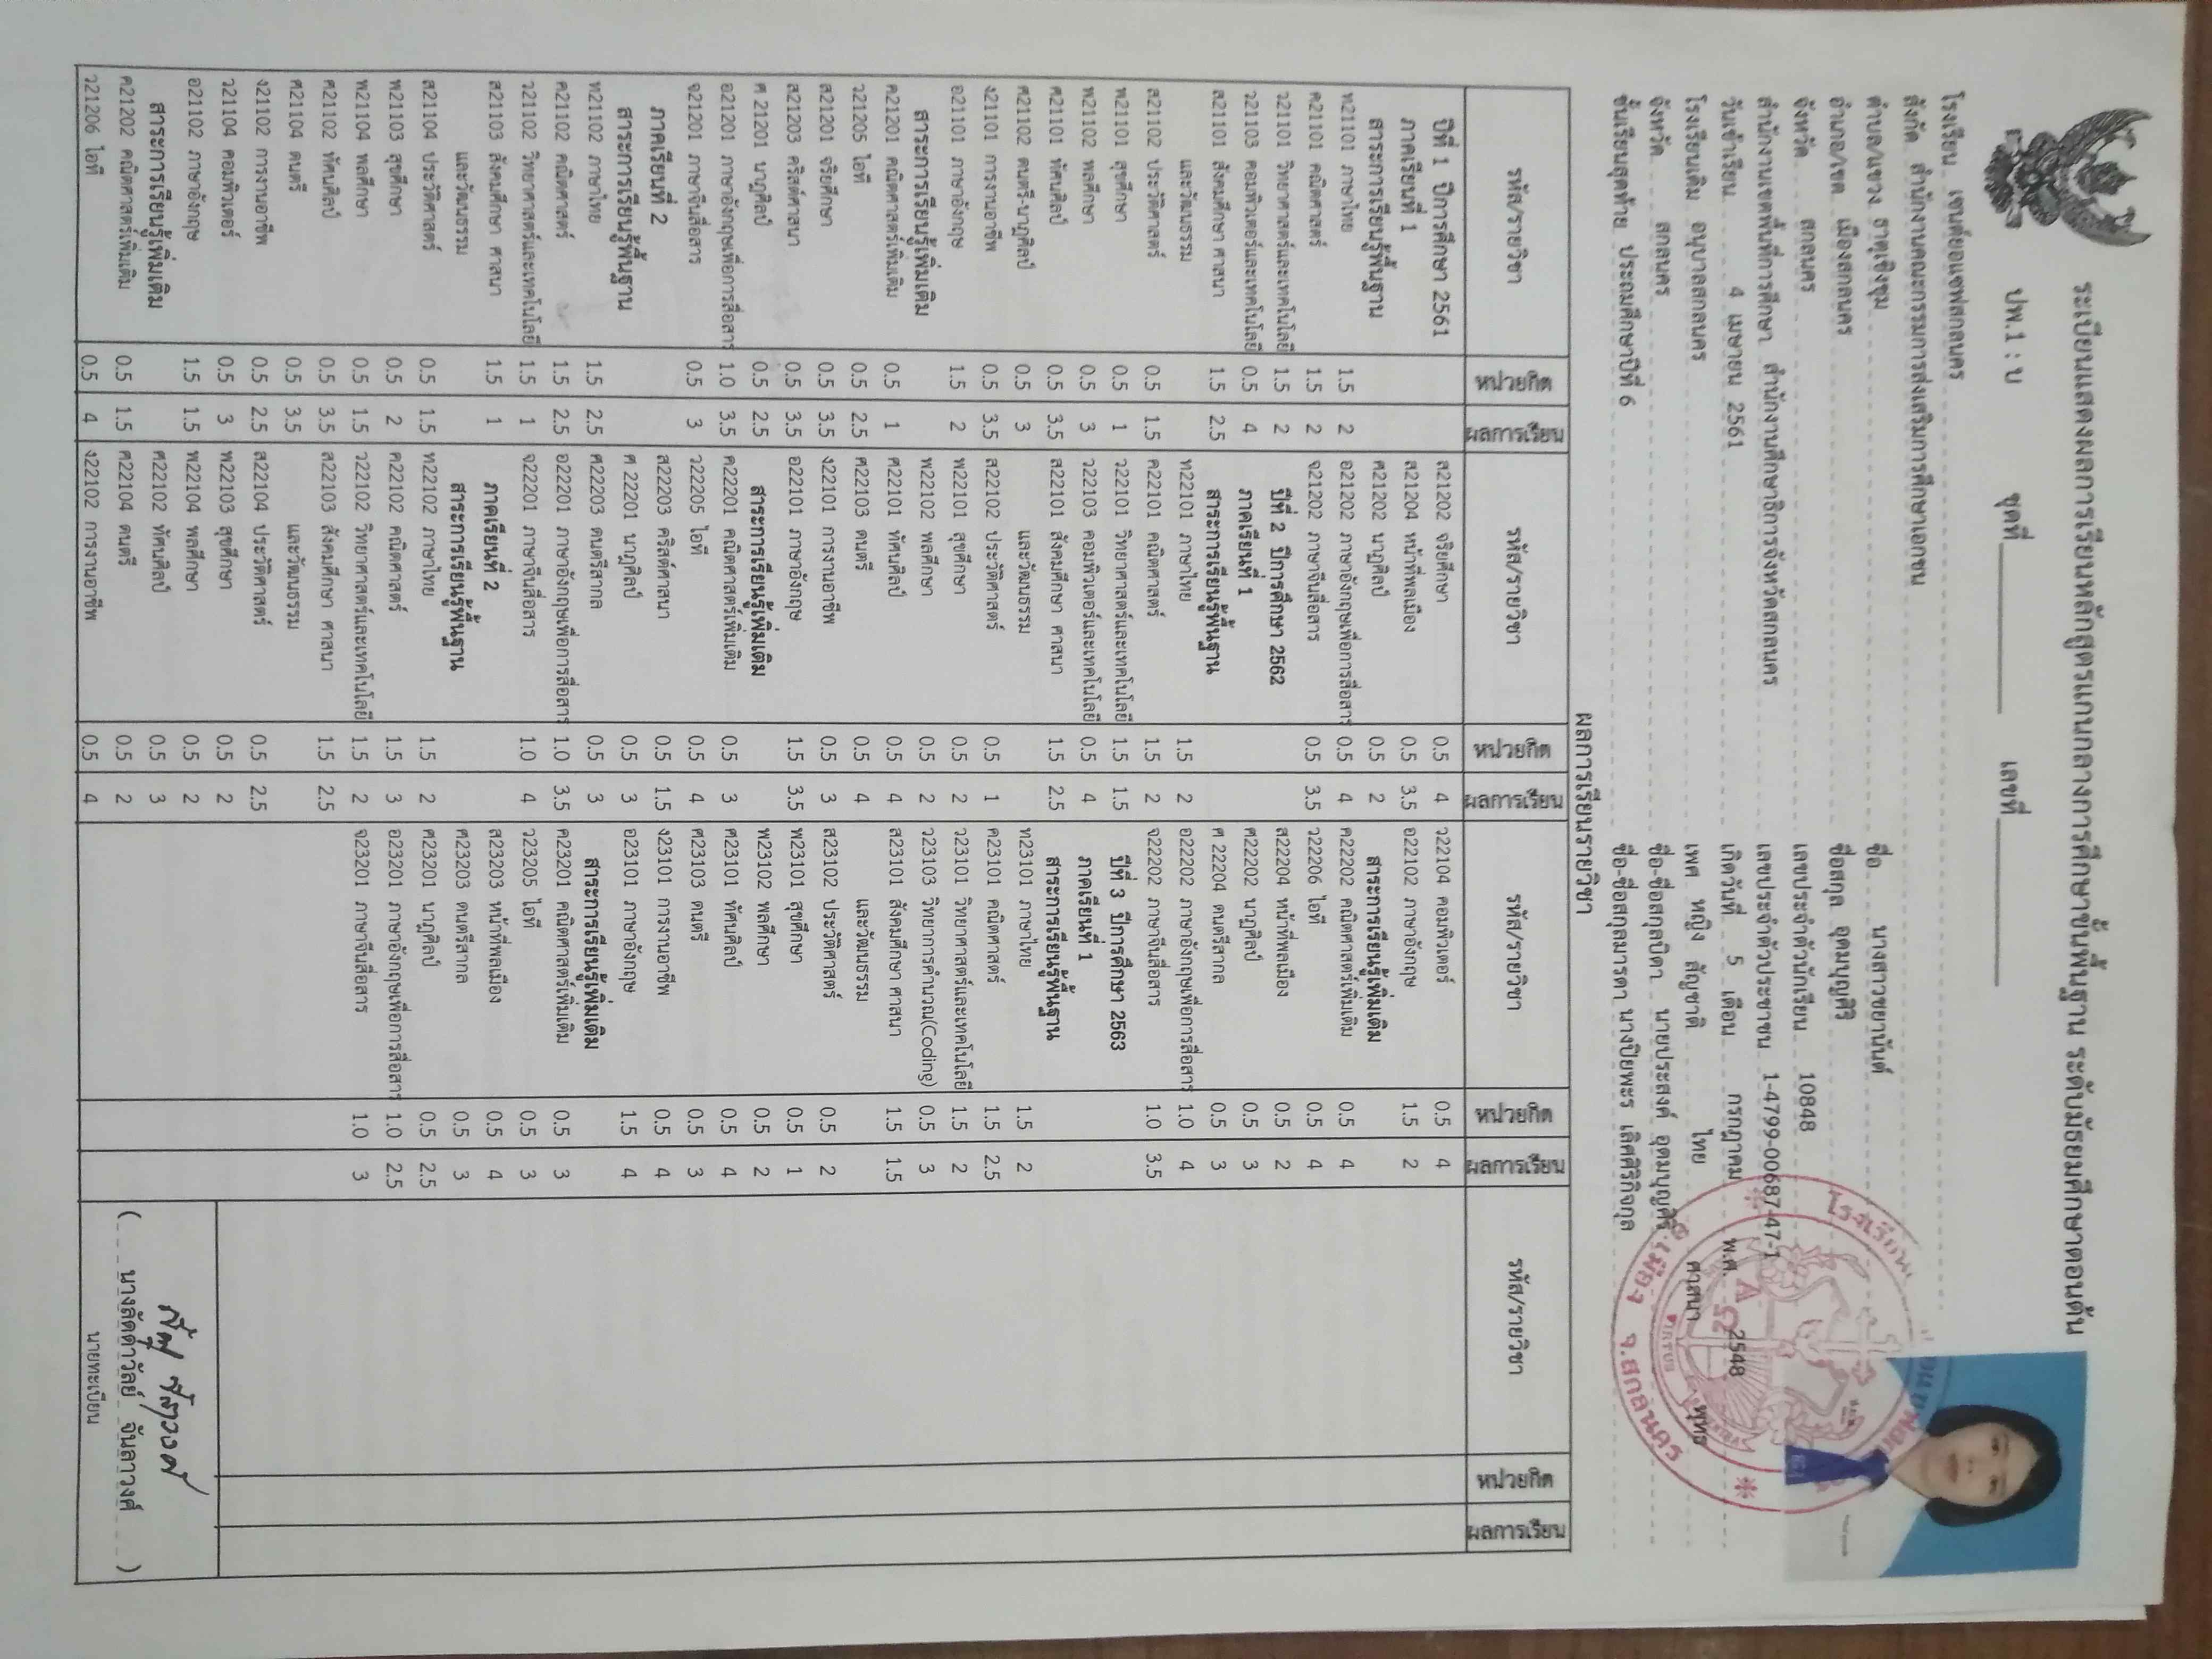 ระเบียนแสดงผลการเรียนหลักสูตรแกนกลางการศึกษาขั้นพื้นฐาน ระดับมัธยมศึกษาตอนต้น
ปพ.1 : บ ชุดที่ เลขที่
โรงเรียน เซนต์ยอแซฟสกลนคร
สังกัด สำนักงานคณะกรรมการส่งเสริมการศึกษาเอกชน
ตำบล/แขวง ธาตุเชิงชุม
อำเภอ/เขต เมืองสกลนคร
จังหวัด สกลนคร
สำนักงานเขตพื้นที่การศึกษา สำนักงานศึกษาธิการจังหวัดสกลนคร
วันเข้าเรียน 4 เมษายน 2561
โรงเรียนเดิม อนุบาลสกลนคร
จังหวัด สกลนคร
ชั้นเรียนสุดท้าย ประถมศึกษาปีที่ 6
ชื่อ นางสาวชยานันต์
ชื่อสกุล อุดมบุญศิริ
เลขประจำตัวนักเรียน 10848
เลขประจำตัวประชาชน 1-4799-00687-47-1
เกิดวันที่ 5 เดือน กรกฎาคม พ.ศ. 2548
เพศ หญิง สัญชาติ ไทย ศาสนา พุทธ
ชื่อ-ชื่อสกุลบิดา นายประสงค์ อุดมบุญศิริ
ชื่อ-ชื่อสกุลมารดา นางปิยพร เลิศศิริกิจกุล
ผลการเรียนรายวิชา
รหัส/รายวิชา หน่วยกิต ผลการเรียน รหัส/รายวิชา หน่วยกิต ผลการเรียน รหัส/รายวิชา หน่วยกิต ผลการเรียน รหัส/รายวิชา หน่วยกิต ผลการเรียน
ปีที่ 1 ปีการศึกษา 2561
ภาคเรียนที่ 1
สาระการเรียนรู้พื้นฐาน
ท21101 ภาษาไทย 1.5 2
ค21101 คณิตศาสตร์ 1.5 2
ว21101 วิทยาศาสตร์และเทคโนโลยี 1.5 2
ว21103 คอมพิวเตอร์และเทคโนโลยี 0.5 4
ส21101 สังคมศึกษา ศาสนา 1.5 2.5
และวัฒนธรรม
ส21102 ประวัติศาสตร์ 0.5 1.5
พ21101 สุขศึกษา 0.5 1
พ21102 พลศึกษา 0.5 3
ศ21101 ทัศนศิลป์ 0.5 3.5
ศ21102 ดนตรี-นาฏศิลป์ 0.5 3
ง21101 การงานอาชีพ 0.5 3.5
อ21101 ภาษาอังกฤษ 1.5 2
สาระการเรียนรู้เพิ่มเติม
ค21201 คณิตศาสตร์เพิ่มเติม 0.5 1
ว21205 ไอที 0.5 2.5
ส21201 จริยศึกษา 0.5 3.5
ส21203 คริสต์ศาสนา 0.5 3.5
ศ 21201 นาฏศิลป์ 0.5 2.5
อ21201 ภาษาอังกฤษเพื่อการสื่อสาร 1.0 3.5
จ21201 ภาษาจีนสื่อสาร 0.5 3
ภาคเรียนที่ 2
สาระการเรียนรู้พื้นฐาน
ท21102 ภาษาไทย 1.5 2.5
ค21102 คณิตศาสตร์ 1.5 2.5
ว21102 วิทยาศาสตร์และเทคโนโลยี 1.5 1
ส21103 สังคมศึกษา ศาสนา 1.5 1
และวัฒนธรรม
ส21104 ประวัติศาสตร์ 0.5 1.5
พ21103 สุขศึกษา 0.5 2
พ21104 พลศึกษา 0.5 1.5
ศ21102 ทัศนศิลป์ 0.5 3.5
ศ21104 ดนตรี 0.5 3.5
ง21102 การงานอาชีพ 0.5 2.5
ว21104 คอมพิวเตอร์ 0.5 3
อ21102 ภาษาอังกฤษ 1.5 1.5
สาระการเรียนรู้เพิ่มเติม
ค21202 คณิตศาสตร์เพิ่มเติม 0.5 1.5
ว21206 ไอที 0.5 4
ส21202 จริยศึกษา 0.5 4
ส21204 หน้าที่พลเมือง 0.5 3.5
ศ21202 นาฏศิลป์ 0.5 2
อ21202 ภาษาอังกฤษเพื่อการสื่อสาร 0.5 4
จ21202 ภาษาจีนสื่อสาร 0.5 3.5
ปีที่ 2 ปีการศึกษา 2562
ภาคเรียนที่ 1
สาระการเรียนรู้พื้นฐาน
ท22101 ภาษาไทย 1.5 2
ค22101 คณิตศาสตร์ 1.5 2
ว22101 วิทยาศาสตร์และเทคโนโลยี 1.5 1.5
ว22103 คอมพิวเตอร์และเทคโนโลยี 0.5 4
ส22101 สังคมศึกษา ศาสนา 1.5 2.5
และวัฒนธรรม
ส22102 ประวัติศาสตร์ 0.5 1
พ22101 สุขศึกษา 0.5 2
พ22102 พลศึกษา 0.5 2
ศ22101 ทัศนศิลป์ 0.5 4
ศ22103 ดนตรี 0.5 4
ง22101 การงานอาชีพ 0.5 3
อ22101 ภาษาอังกฤษ 1.5 3.5
สาระการเรียนรู้เพิ่มเติม
ค22201 คณิตศาสตร์เพิ่มเติม 0.5 3
ว22205 ไอที 0.5 4
ส22203 คริสต์ศาสนา 0.5 1.5
ศ 22201 นาฏศิลป์ 0.5 3
ศ22203 ดนตรีสากล 0.5 3
อ22201 ภาษาอังกฤษเพื่อการสื่อสาร 1.0 3.5
จ22201 ภาษาจีนสื่อสาร 1.0 4
ภาคเรียนที่ 2
สาระการเรียนรู้พื้นฐาน
ท22102 ภาษาไทย 1.5 2
ค22102 คณิตศาสตร์ 1.5 3
ว22102 วิทยาศาสตร์และเทคโนโลยี 1.5 2
ส22103 สังคมศึกษา ศาสนา 1.5 2.5
และวัฒนธรรม
ส22104 ประวัติศาสตร์ 0.5 2.5
พ22103 สุขศึกษา 0.5 2
พ22104 พลศึกษา 0.5 2
ศ22102 ทัศนศิลป์ 0.5 3
ศ22104 ดนตรี 0.5 2
ง22102 การงานอาชีพ 0.5 4
ว22104 คอมพิวเตอร์ 0.5 4
อ22102 ภาษาอังกฤษ 1.5 2
สาระการเรียนรู้เพิ่มเติม
ค22202 คณิตศาสตร์เพิ่มเติม 0.5 4
ว22206 ไอที 0.5 4
ส22204 หน้าที่พลเมือง 0.5 2
ศ22202 นาฏศิลป์ 0.5 3
ศ 22204 ดนตรีสากล 0.5 3
อ22202 ภาษาอังกฤษเพื่อการสื่อสาร 1.0 4
จ22202 ภาษาจีนสื่อสาร 1.0 3.5
ปีที่ 3 ปีการศึกษา 2563
ภาคเรียนที่ 1
สาระการเรียนรู้พื้นฐาน
ท23101 ภาษาไทย 1.5 2
ค23101 คณิตศาสตร์ 1.5 2.5
ว23101 วิทยาศาสตร์และเทคโนโลยี 1.5 2
ว23103 วิทยาการคำนวณ(Coding) 0.5 3
ส23101 สังคมศึกษา ศาสนา 1.5 1.5
และวัฒนธรรม
ส23102 ประวัติศาสตร์ 0.5 2
พ23101 สุขศึกษา 0.5 1
พ23102 พลศึกษา 0.5 2
ศ23101 ทัศนศิลป์ 0.5 4
ศ23103 ดนตรี 0.5 3
ง23101 การงานอาชีพ 0.5 4
อ23101 ภาษาอังกฤษ 1.5 4
สาระการเรียนรู้เพิ่มเติม
ค23201 คณิตศาสตร์เพิ่มเติม 0.5 3
ว23205 ไอที 0.5 3
ส23203 หน้าที่พลเมือง 0.5 4
ศ23203 ดนตรีสากล 0.5 3
ศ23201 นาฏศิลป์ 0.5 2.5
อ23201 ภาษาอังกฤษเพื่อการสื่อสาร 1.0 2.5
จ23201 ภาษาจีนสื่อสาร 1.0 3
( นางลัดดาวัลย์ จันลาวงศ์ )
นายทะเบียน
จ.สกลนคร
VIRTUS